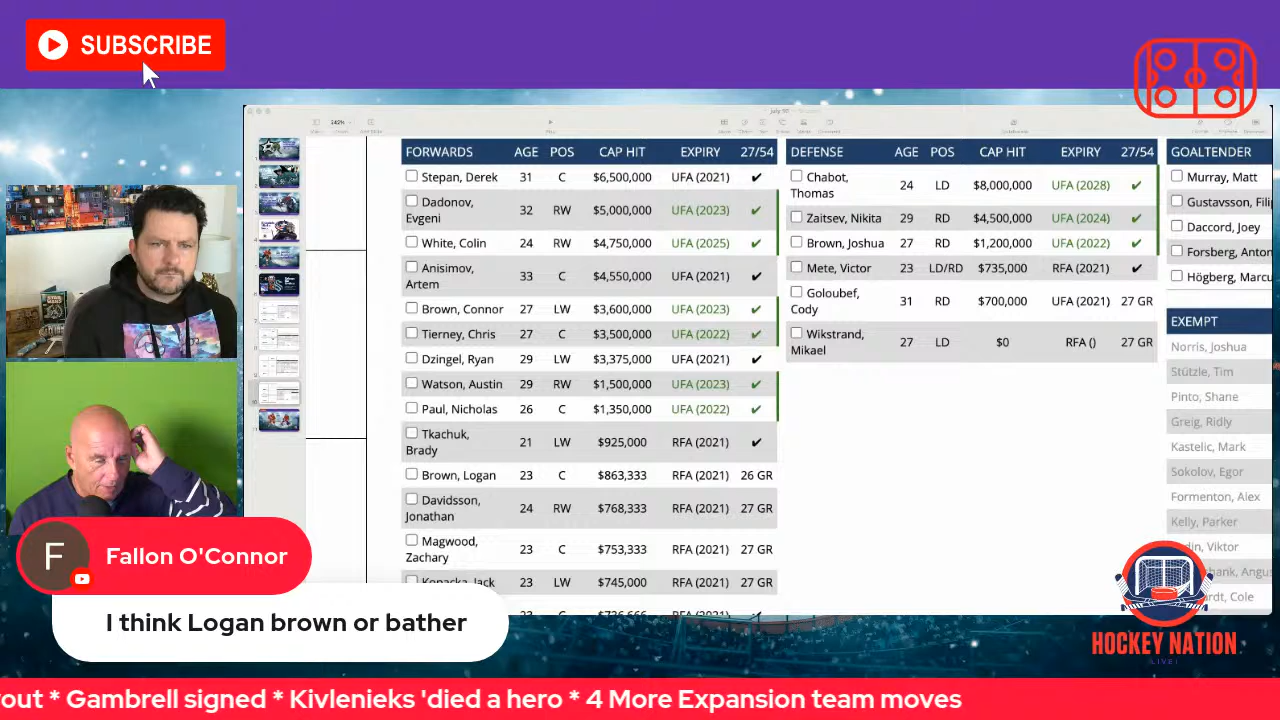 SUBSCRIBE
FORWARDS AGE POS CAP HIT EXPIRY 27/54
Stepan, Derek 31 C $6,500,000 UFA (2021) ✔
Dadonov, Evgeni 32 RW $5,000,000 UFA (2023) ✔
White, Colin 24 RW $4,750,000 UFA (2025) ✔
Anisimov, Artem 33 C $4,550,000 UFA (2021) ✔
Brown, Connor 27 LW $3,600,000 UFA (2023) ✔
Tierney, Chris 27 C $3,500,000 UFA (2022) ✔
Dzingel, Ryan 29 LW $3,375,000 UFA (2021) ✔
Watson, Austin 29 RW $1,500,000 UFA (2023) ✔
Paul, Nicholas 26 C $1,350,000 UFA (2022) ✔
Tkachuk, Brady 21 LW $925,000 RFA (2021) ✔
Brown, Logan 23 C $863,333 RFA (2021) 26 GR
Davidsson, Jonathan 24 RW $768,333 RFA (2021) 27 GR
Magwood, Zachary 23 C $753,333 RFA (2021) 27 GR
Kopacka, Jack 23 LW $745,000 RFA (2021) 27 GR
DEFENSE AGE POS CAP HIT EXPIRY 27/54
Chabot, Thomas 24 LD $8,000,000 UFA (2028) ✔
Zaitsev, Nikita 29 RD $4,500,000 UFA (2024) ✔
Brown, Joshua 27 RD $1,200,000 UFA (2022) ✔
Mete, Victor 23 LD/RD $735,000 RFA (2021) ✔
Goloubef, Cody 31 RD $700,000 UFA (2021) 27 GR
Wikstrand, Mikael 27 LD $0 RFA () 27 GR
GOALTENDER
Murray, Matt
Gustavsson, Fili
Daccord, Joey
Forsberg, Anton
Högberg, Marcu
EXEMPT
Norris, Joshua
Stützle, Tim
Pinto, Shane
Greig, Ridly
Kastelic, Mark
Sokolov, Egor
Formenton, Alex
Kelly, Parker
Viktor
Angus
Cole
F
Fallon O'Connor
I think Logan brown or bather
HOCKEY NATION
LIVE!
out * Gambrell signed * Kivlenieks 'died a hero * 4 More Expansion team moves